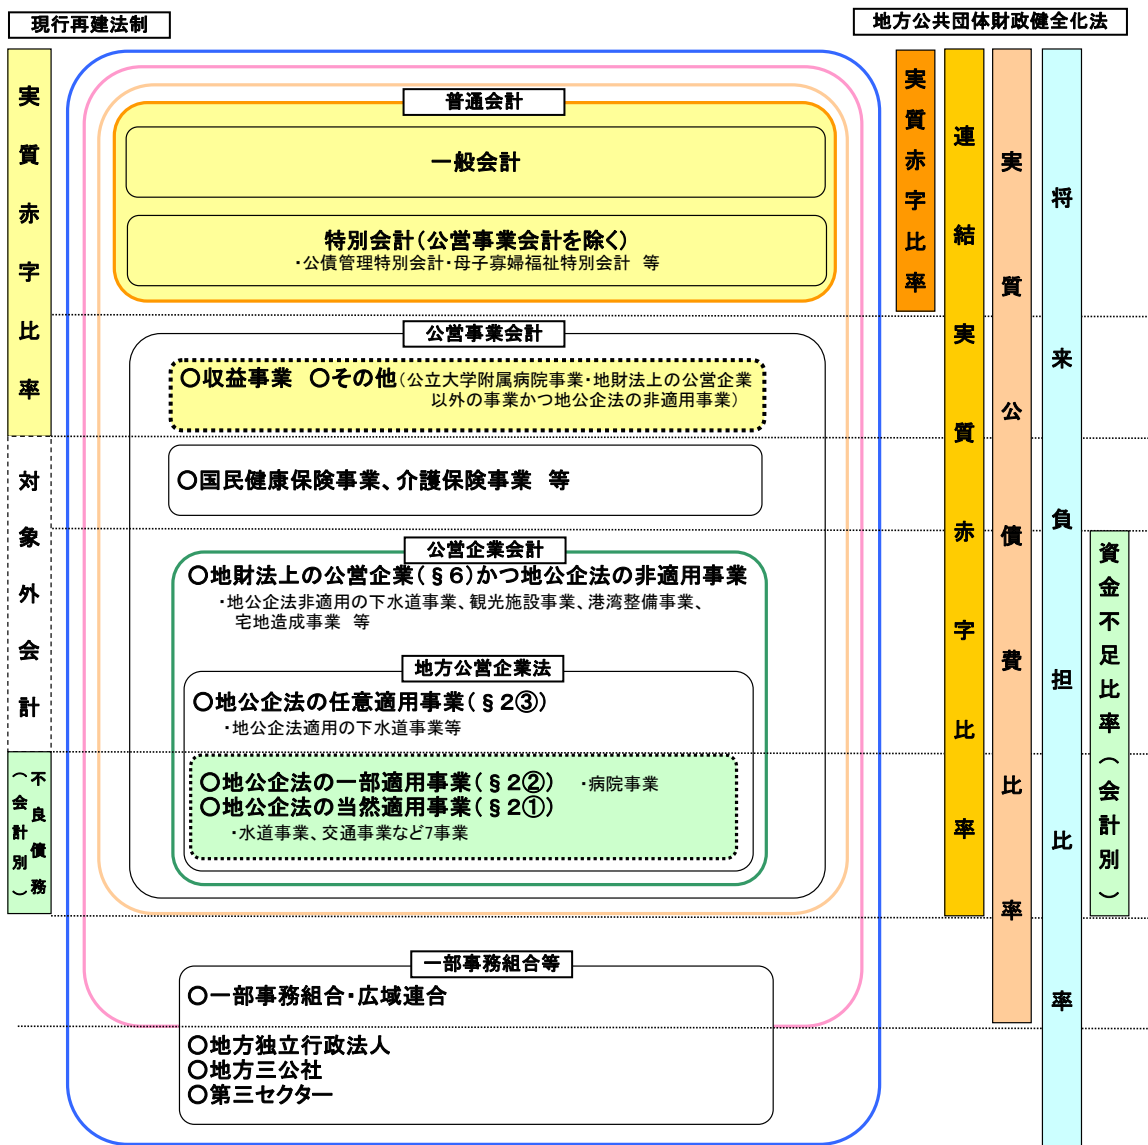 現行再建法制
地方公共団体財政健全化法
実質赤字比率
対象外会計
不良債務
（会計別）
普通会計
一般会計
特別会計（公営事業会計を除く）
・公債管理特別会計・母子寡婦福祉特別会計　等
公営事業会計
〇収益事業　〇その他（公立大学附属病院事業・地財法上の公営企業
以外の事業かつ地公企法の非適用事業）
〇国民健康保険事業、介護保険事業　等
公営企業会計
〇地財法上の公営企業（§６）かつ地公企法の非適用事業
・地公企法非適用の下水道事業、観光施設事業、港湾整備事業、
宅地造成事業　等
地方公営企業法
〇地公企法の任意適用事業（§２③）
・地公企法適用の下水道事業等
〇地公企法の一部適用事業（§２②）　・病院事業
〇地公企法の当然適用事業（§２①）
・水道事業、交通事業など7事業
一部事務組合等
〇一部事務組合・広域連合
〇地方独立行政法人
〇地方三公社
〇第三セクター
実質赤字比率
連結実質赤字比率
実質公債費比率
将来負担比率
資金不足比率（会計別）